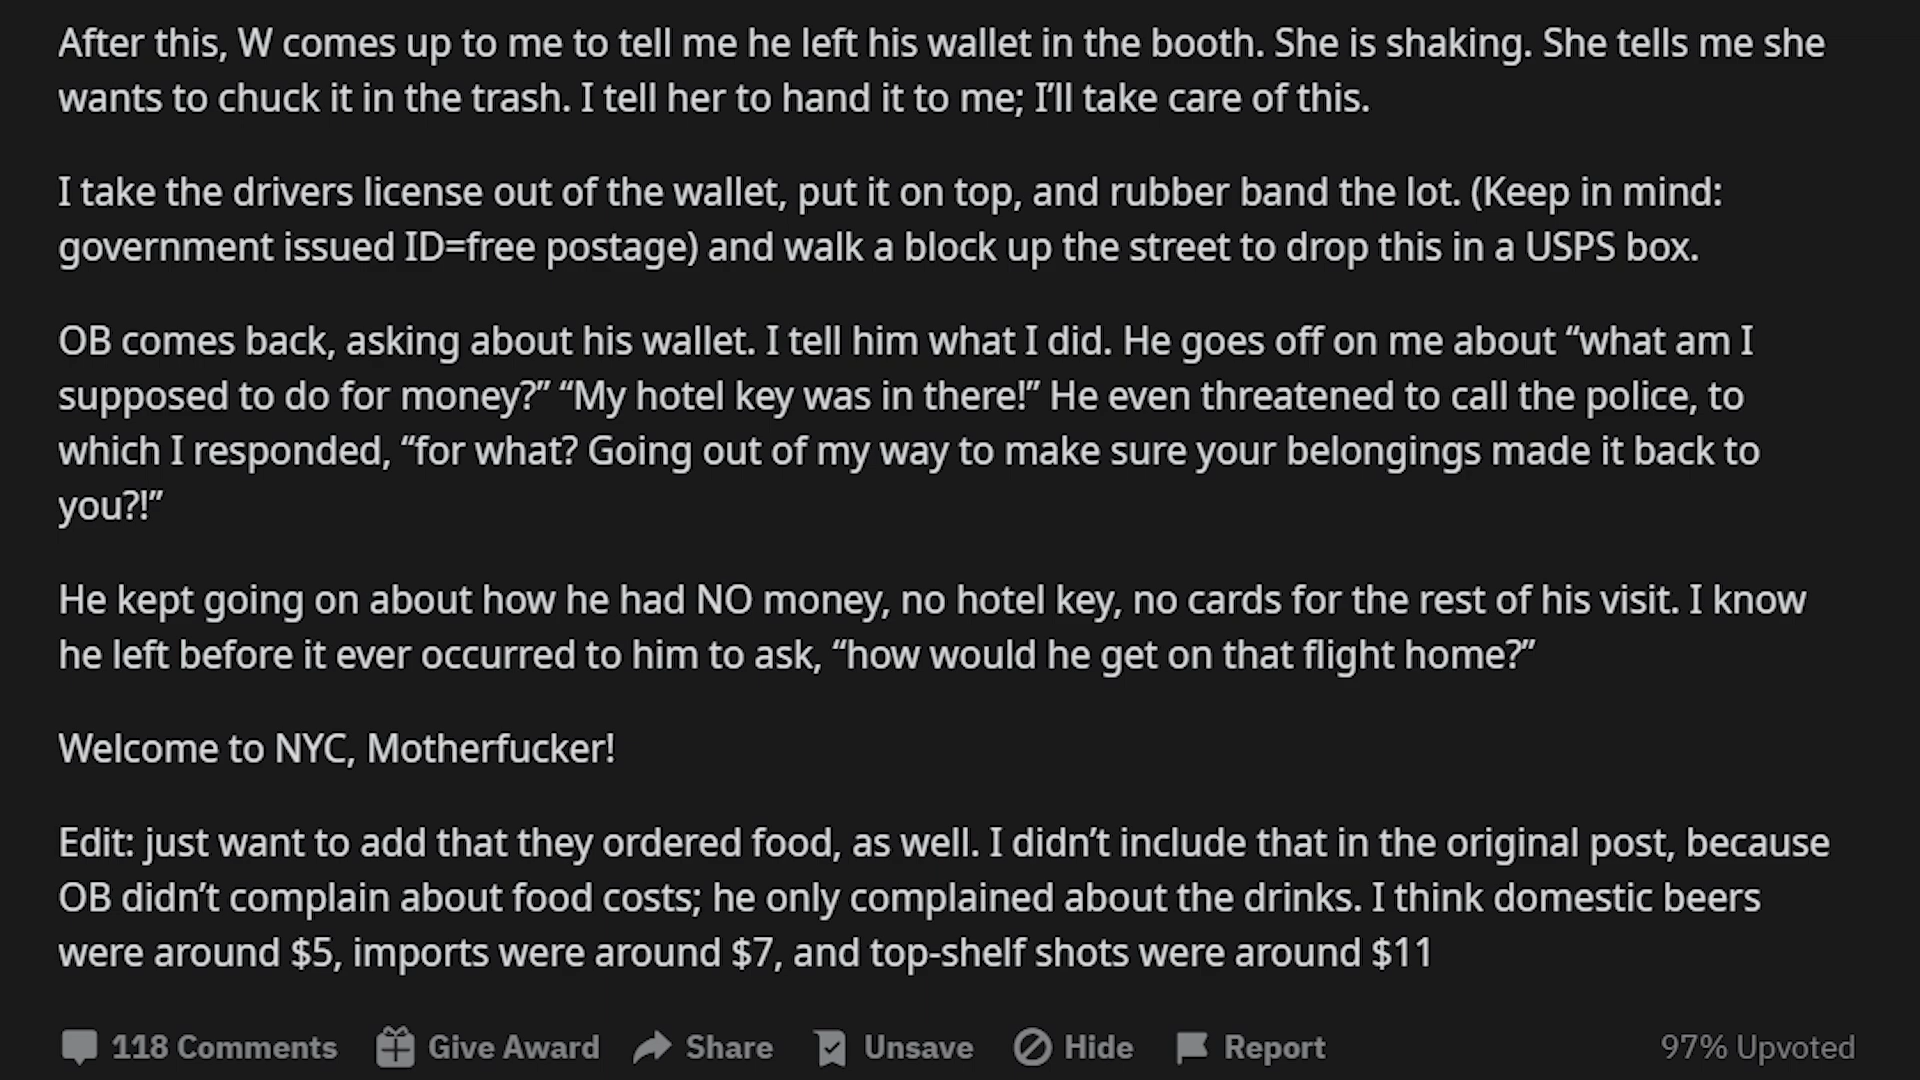 After this, W comes up to me to tell me he left his wallet in the booth. She is shaking. She tells me she
wants to chuck it in the trash. I tell her to hand it to me; I’ll take care of this.
I take the drivers license out of the wallet, put it on top, and rubber band the lot. (Keep in mind:
government issued ID=free postage) and walk a block up the street to drop this in a USPS box.
OB comes back, asking about his wallet. I tell him what I did. He goes off on me about “what am I
supposed to do for money?” “My hotel key was in there!” He even threatened to call the police, to
which I responded, “for what? Going out of my way to make sure your belongings made it back to
you?!”
He kept going on about how he had NO money, no hotel key, no cards for the rest of his visit. I know
he left before it ever occurred to him to ask, “how would he get on that flight home?”
Welcome to NYC, Motherfucker!
Edit: just want to add that they ordered food, as well. I didn’t include that in the original post, because
OB didn’t complain about food costs; he only complained about the drinks. I think domestic beers
were around $5, imports were around $7, and top-shelf shots were around $11
118 Comments Give Award Share Unsave Hide Report 97% Upvoted